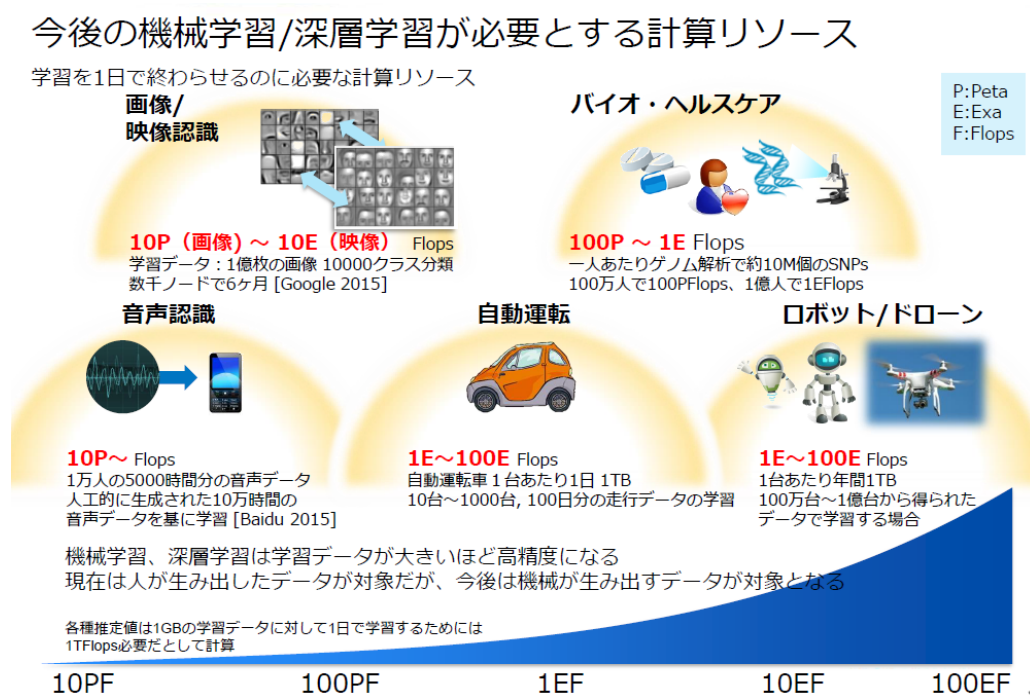 今後の機械学習/深層学習が必要とする計算リソース
学習を1日で終わらせるのに必要な計算リソース
P:Peta
E:Exa
F:Flops
画像/
映像認識
10P（画像) ～ 10E（映像） Flops
学習データ：1億枚の画像 10000クラス分類
数千ノードで6ヶ月 [Google 2015]
バイオ・ヘルスケア
100P ～ 1E Flops
一人あたりゲノム解析で約10M個のSNPs
100万人で100PFlops、1億人で1EFlops
音声認識
10P～ Flops
1万人の5000時間分の音声データ
人工的に生成された10万時間の
音声データを基に学習 [Baidu 2015]
自動運転
1E～100E Flops
自動運転車１台あたり1日 1TB
10台～1000台, 100日分の走行データの学習
ロボット/ドローン
1E～100E Flops
1台あたり年間1TB
100万台～1億台から得られた
データで学習する場合
機械学習、深層学習は学習データが大きいほど高精度になる
現在は人が生み出したデータが対象だが、今後は機械が生み出すデータが対象となる
各種推定値は1GBの学習データに対して1日で学習するためには
1TFlops必要だとして計算
10PF 100PF 1EF 10EF 100EF